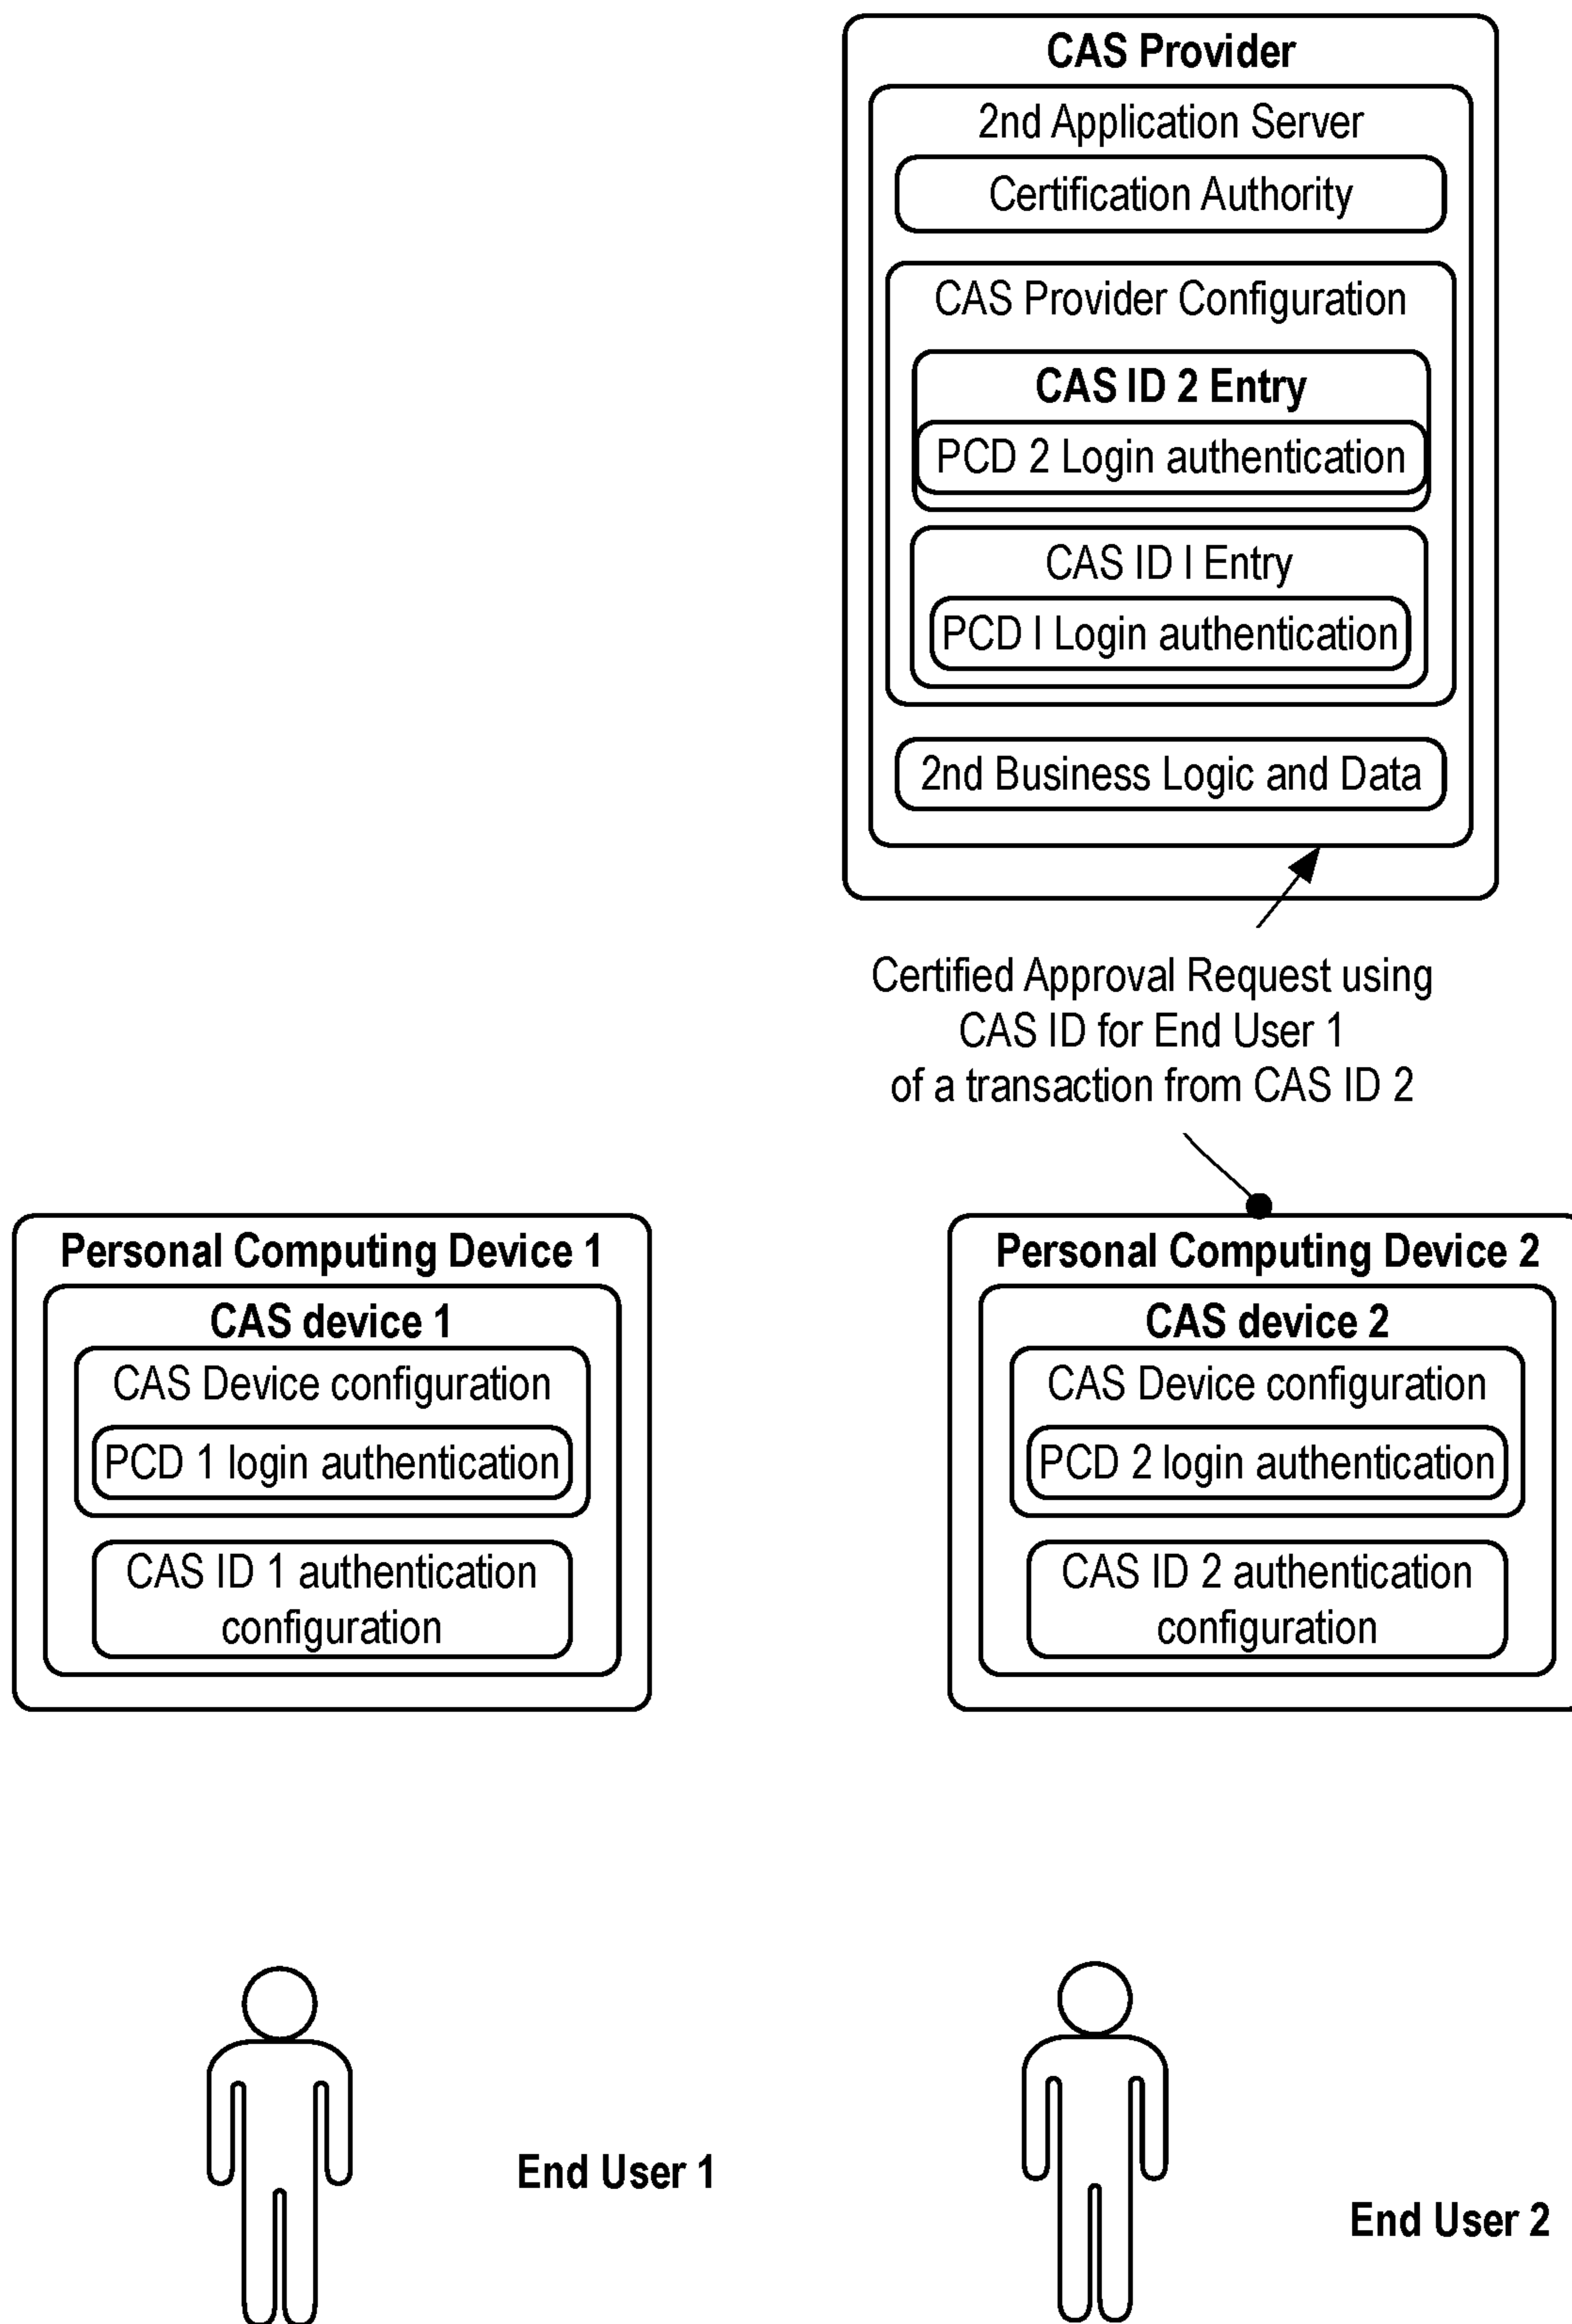 CAS Provider
2nd Application Server
Certification Authority
CAS Provider Configuration
CAS ID 2 Entry
PCD 2 Login authentication
CAS ID I Entry
PCD I Login authentication
2nd Business Logic and Data
Certified Approval Request using
CAS ID for End User 1
of a transaction from CAS ID 2
Personal Computing Device 1
CAS device 1
CAS Device configuration
PCD 1 login authentication
CAS ID 1 authentication
configuration
Personal Computing Device 2
CAS device 2
CAS Device configuration
PCD 2 login authentication
CAS ID 2 authentication
configuration
End User 1
End User 2